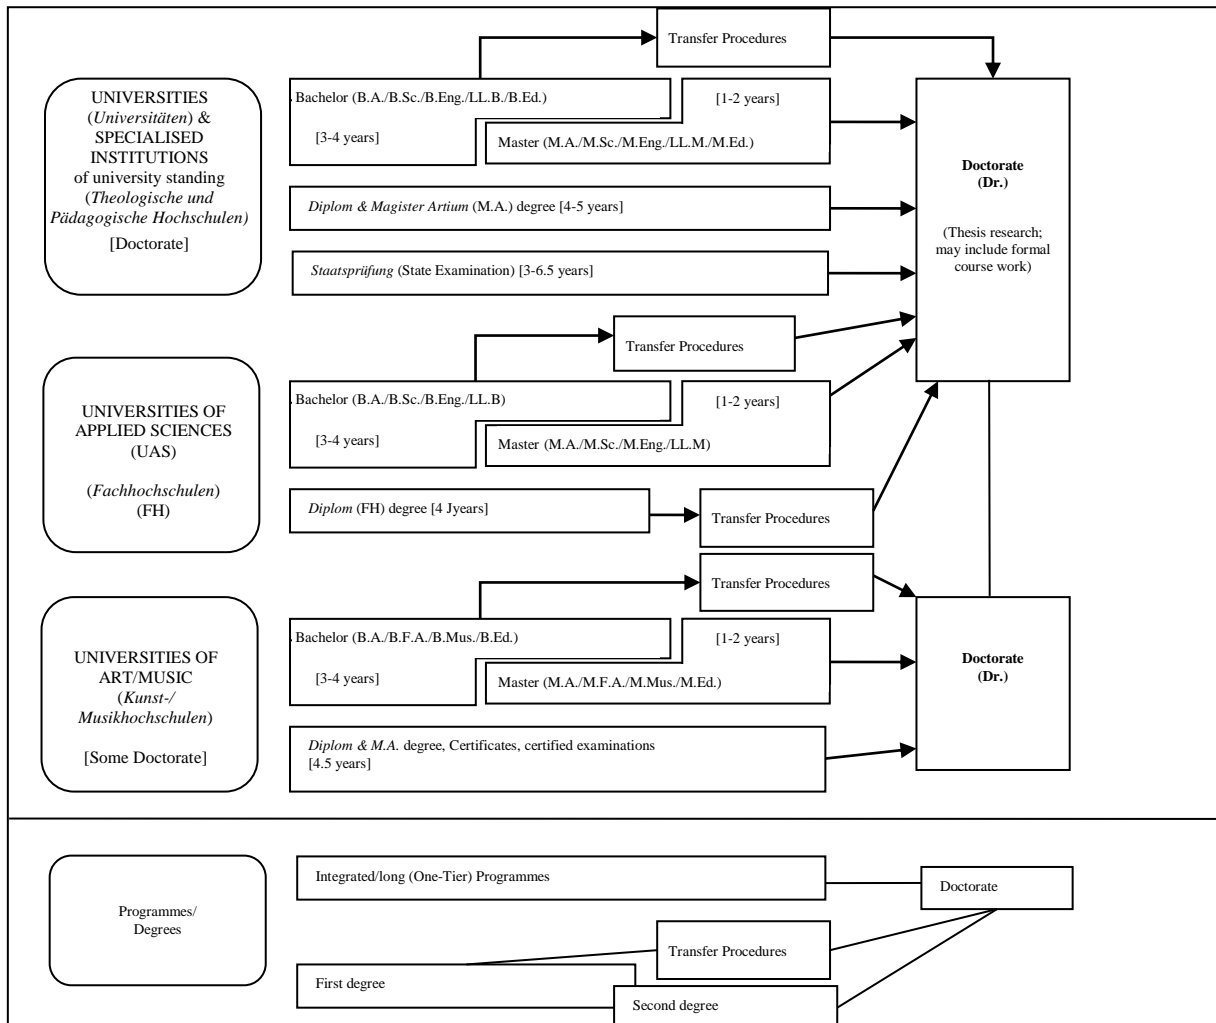 Transfer Procedures
UNIVERSITIES
(Universitäten) &
SPECIALISED
INSTITUTIONS
of university standing
(Theologische und
Pädagogische Hochschulen)
[Doctorate]
Bachelor (B.A./B.Sc./B.Eng./LL.B./B.Ed.)
[3-4 years]
[1-2 years]
Master (M.A./M.Sc./M.Eng./LL.M./M.Ed.)
Diplom & Magister Artium (M.A.) degree [4-5 years]
Staatsprüfung (State Examination) [3-6.5 years]
Doctorate
(Dr.)
(Thesis research;
may include formal
course work)
Transfer Procedures
UNIVERSITIES OF
APPLIED SCIENCES
(UAS)
(Fachhochschulen)
(FH)
Bachelor (B.A./B.Sc./B.Eng./LL.B)
[3-4 years]
[1-2 years]
Master (M.A./M.Sc./M.Eng./LL.M)
Diplom (FH) degree [4 Jyears]
Transfer Procedures
Transfer Procedures
UNIVERSITIES OF
ART/MUSIC
(Kunst-/
Musikhochschulen)
[Some Doctorate]
Bachelor (B.A./B.F.A./B.Mus./B.Ed.)
[3-4 years]
[1-2 years]
Master (M.A./M.F.A./M.Mus./M.Ed.)
Diplom & M.A. degree, Certificates, certified examinations
[4.5 years]
Doctorate
(Dr.)
Programmes/
Degrees
Integrated/long (One-Tier) Programmes
Doctorate
Transfer Procedures
First degree
Second degree